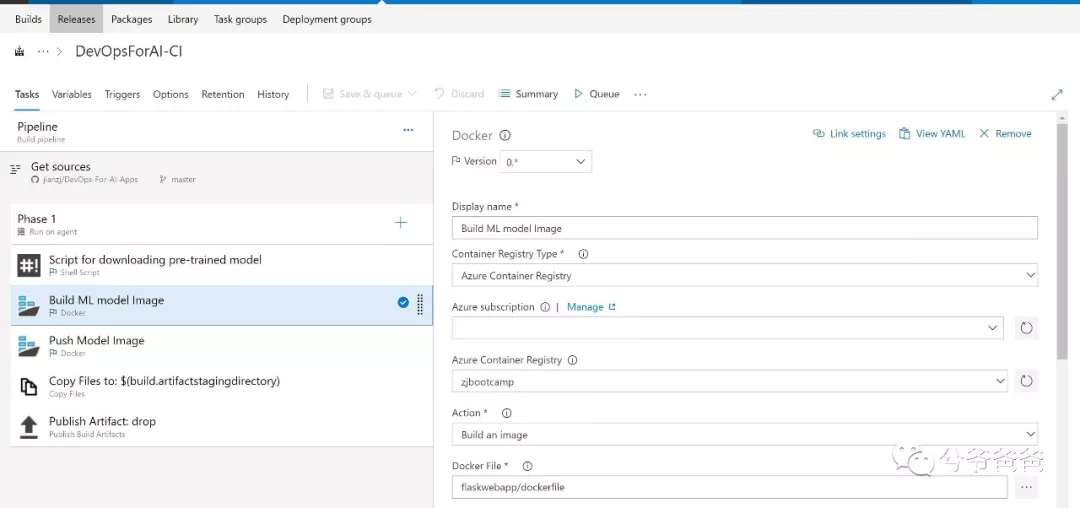 Builds Releases Packages Library Task groups Deployment groups
··· > DevOpsForAI-CI
Tasks Variables Triggers Options Retention History Save & queue Discard Summary Queue ···
Pipeline ···
Build pipeline
Get sources
jianzj/DevOps-For-AI-Apps master
Phase 1
Run on agent
Script for downloading pre-trained model
Shell Script
Build ML model Image
Docker
Push Model Image
Docker
Copy Files to: $(build.artifactstagingdirectory)
Copy Files
Publish Artifact: drop
Publish Build Artifacts
Docker Link settings View YAML Remove
Version 0.*
Display name *
Build ML model Image
Container Registry Type *
Azure Container Registry
Azure subscription | Manage
Azure Container Registry
zjbootcamp
Action *
Build an image
Docker File *
flaskwebapp/dockerfile ···
兮爷爸爸